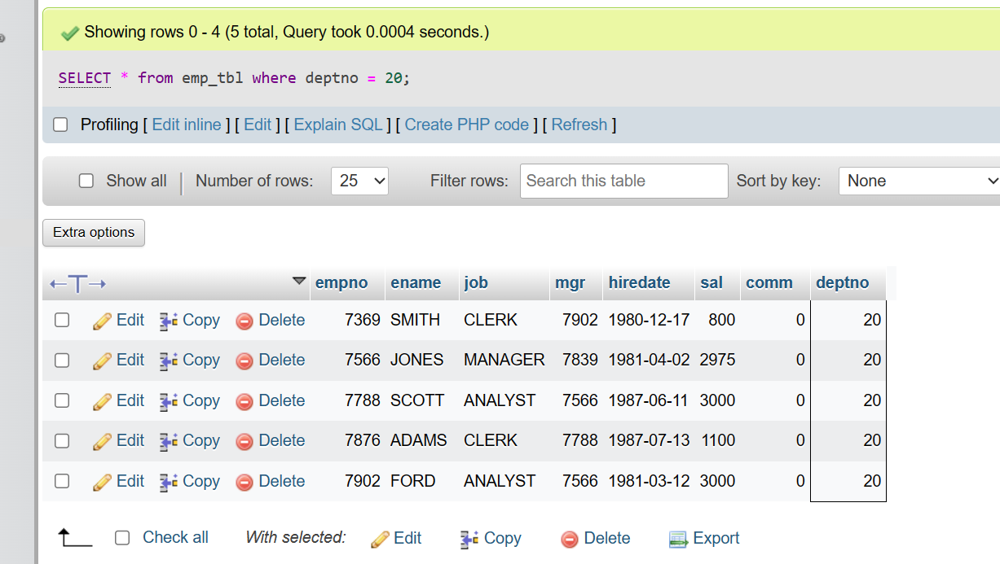 Showing rows 0 - 4 (5 total, Query took 0.0004 seconds.)
SELECT * from emp_tbl where deptno = 20;
Profiling [ Edit inline ] [ Edit ] [ Explain SQL ] [ Create PHP code ] [ Refresh ]
Show all | Number of rows: 25 Filter rows: Search this table Sort by key: None
Extra options
←T→ empno ename job mgr hiredate sal comm deptno
Edit Copy Delete 7369 SMITH CLERK 7902 1980-12-17 800 0 20
Edit Copy Delete 7566 JONES MANAGER 7839 1981-04-02 2975 0 20
Edit Copy Delete 7788 SCOTT ANALYST 7566 1987-06-11 3000 0 20
Edit Copy Delete 7876 ADAMS CLERK 7788 1987-07-13 1100 0 20
Edit Copy Delete 7902 FORD ANALYST 7566 1981-03-12 3000 0 20
Check all With selected: Edit Copy Delete Export